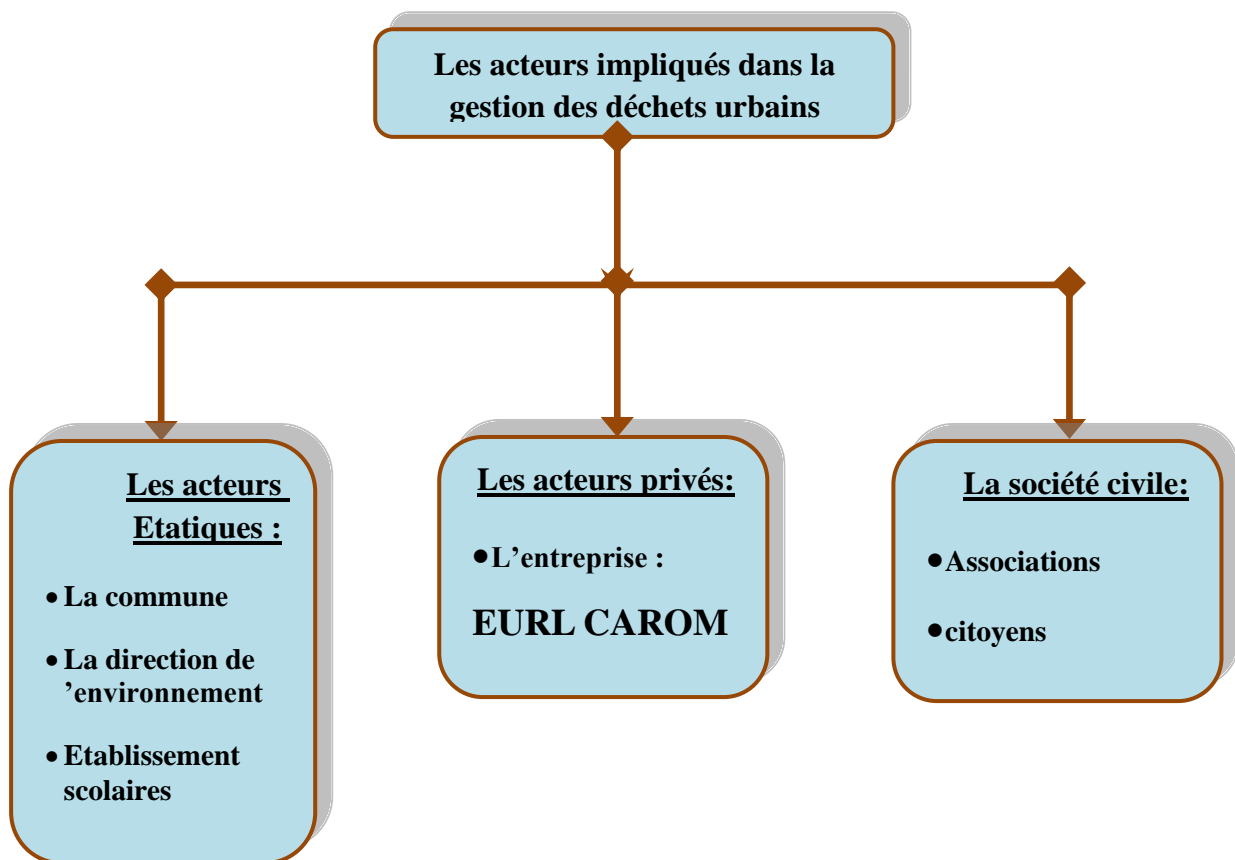 Les acteurs impliqués dans la
gestion des déchets urbains
Les acteurs
Etatiques :
• La commune
• La direction de
’environnement
• Etablissement
scolaires
Les acteurs privés:
• L’entreprise :
EURL CAROM
La société civile:
• Associations
• citoyens